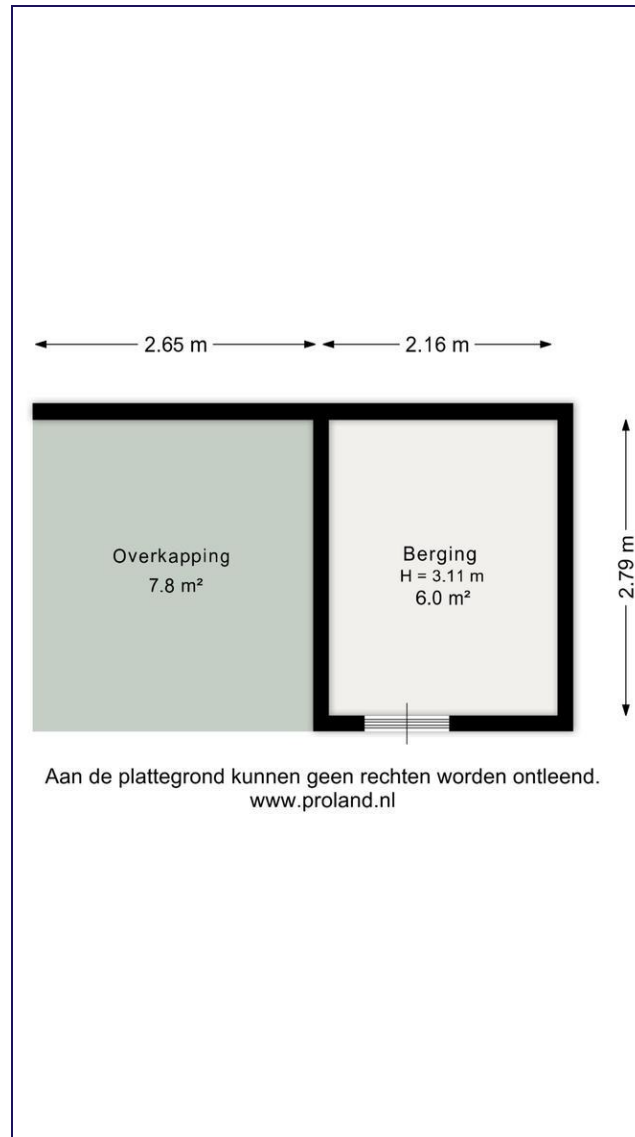 2.65 m
2.16 m
Overkapping
7.8 m²
Berging
H = 3.11 m
6.0 m²
2.79 m
Aan de plattegrond kunnen geen rechten worden ontleend.
www.proland.nl